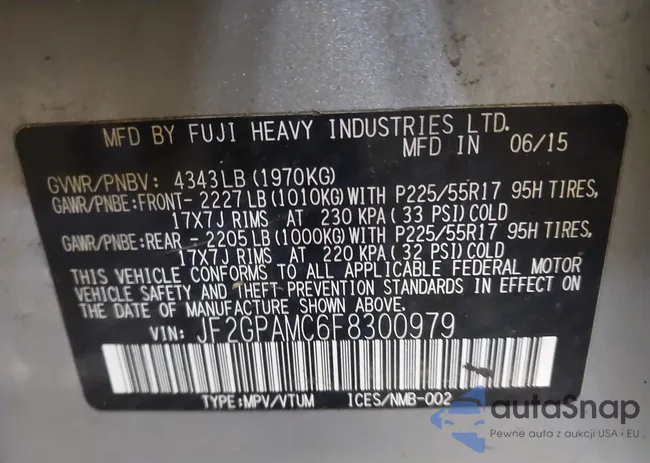 MFD BY FUJI HEAVY INDUSTRIES LTD.
MFD IN 06/15
GVWR/PNBV: 4343LB(1970KG)
GAWR/PNBE:FRONT-2227LB(1010KG)WITH P225/55R17 95H TIRES,
17X7J RIMS AT 230 KPA( 33 PSI)COLD
GAWR/PNBE:REAR -2205LB(1000KG)WITH P225/55R17 95H TIRES,
17X7J RIMS AT 220 KPA( 32 PSI)COLD
THIS VEHICLE CONFORMS TO ALL APPLICABLE FEDERAL MOTOR
VEHICLE SAFETY AND THEFT PREVENTION STANDARDS IN EFFECT ON
THE DATE OF MANUFACTURE SHOWN ABOVE.
VIN: JF2GPAMC6F8300979
TYPE:MPV/VTUM ICES/NMB-002
autaSnap
Pewne auta z aukcji USA i EU